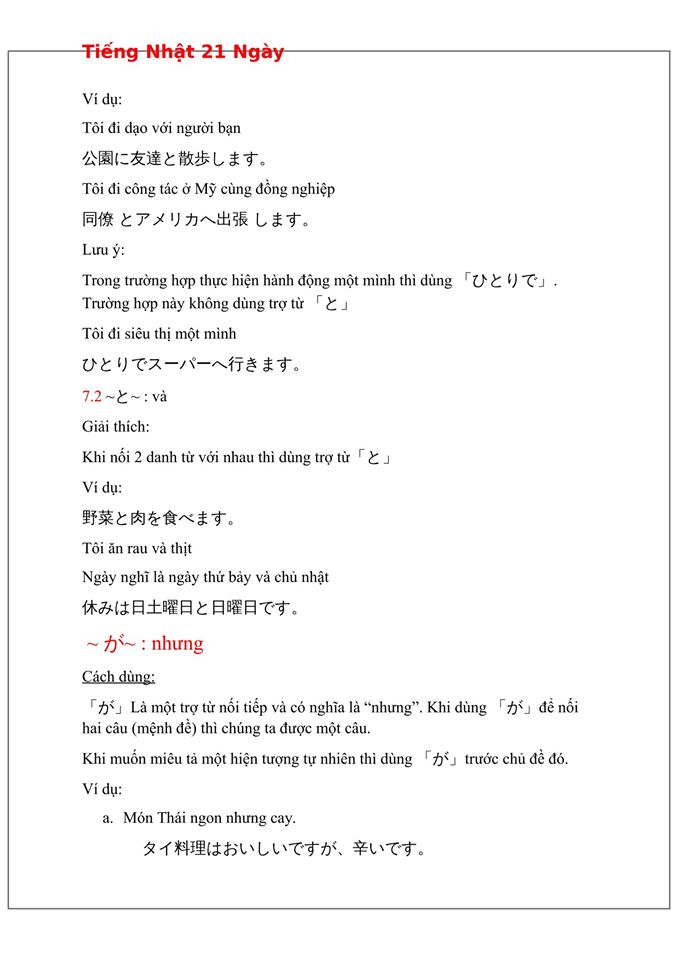 Tiếng Nhật 21 Ngày
Ví dụ:
Tôi đi dạo với người bạn
公園に友達と散歩します。
Tôi đi công tác ở Mỹ cùng đồng nghiệp
同僚 とアメリカへ出張 します。
Lưu ý:
Trong trường hợp thực hiện hành động một mình thì dùng 「ひとりで」.
Trường hợp này không dùng trợ từ 「と」
Tôi đi siêu thị một mình
ひとりでスーパーへ行きます。
7.2 ~と~ : và
Giải thích:
Khi nối 2 danh từ với nhau thì dùng trợ từ「と」
Ví dụ:
野菜と肉を食べます。
Tôi ăn rau và thịt
Ngày nghĩ là ngày thứ bảy và chủ nhật
休みは日土曜日と日曜日です。
~ が~ : nhưng
Cách dùng:
「が」Là một trợ từ nối tiếp và có nghĩa là “nhưng”. Khi dùng 「が」để nối
hai câu (mệnh đề) thì chúng ta được một câu.
Khi muốn miêu tả một hiện tượng tự nhiên thì dùng 「が」trước chủ đề đó.
Ví dụ:
a. Món Thái ngon nhưng cay.
タイ料理はおいしいですが、辛いです。